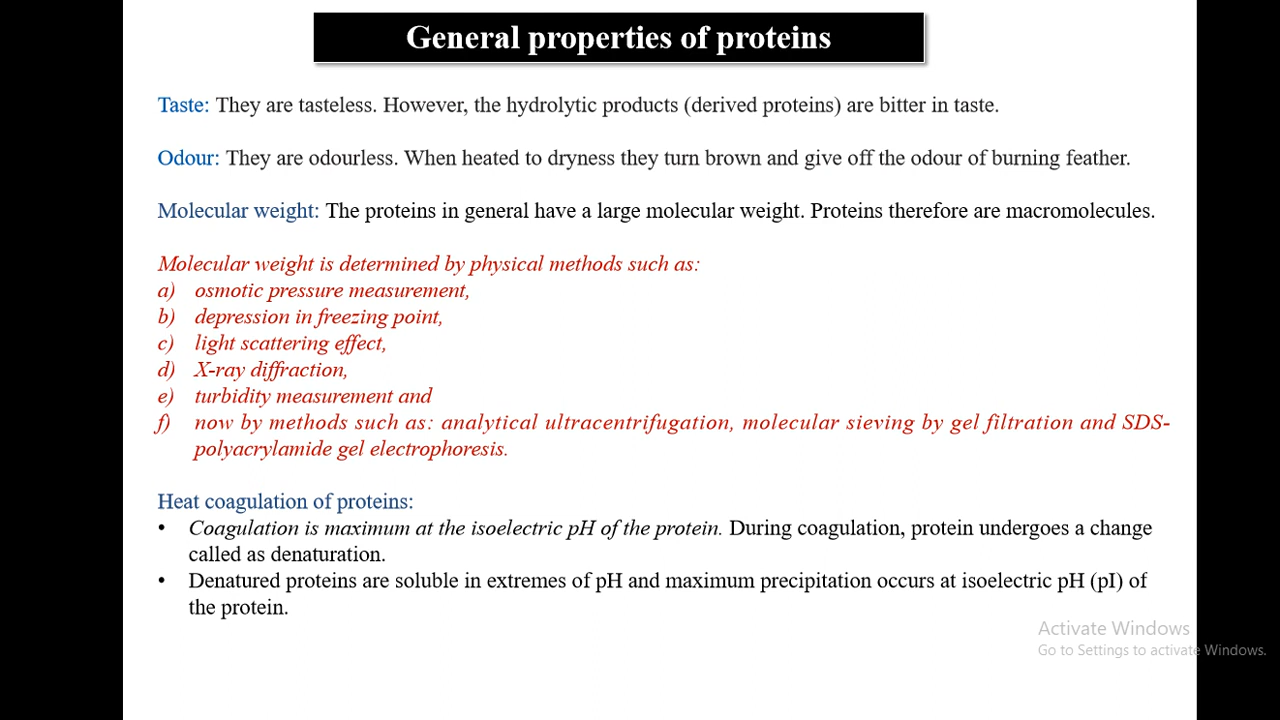 General properties of proteins
Taste: They are tasteless. However, the hydrolytic products (derived proteins) are bitter in taste.
Odour: They are odourless. When heated to dryness they turn brown and give off the odour of burning feather.
Molecular weight: The proteins in general have a large molecular weight. Proteins therefore are macromolecules.
Molecular weight is determined by physical methods such as:
a) osmotic pressure measurement,
b) depression in freezing point,
c) light scattering effect,
d) X-ray diffraction,
e) turbidity measurement and
f) now by methods such as: analytical ultracentrifugation, molecular sieving by gel filtration and SDS-
polyacrylamide gel electrophoresis.
Heat coagulation of proteins:
• Coagulation is maximum at the isoelectric pH of the protein. During coagulation, protein undergoes a change
called as denaturation.
• Denatured proteins are soluble in extremes of pH and maximum precipitation occurs at isoelectric pH (pI) of
the protein.
Activate Windows
Go to Settings to activate Windows.